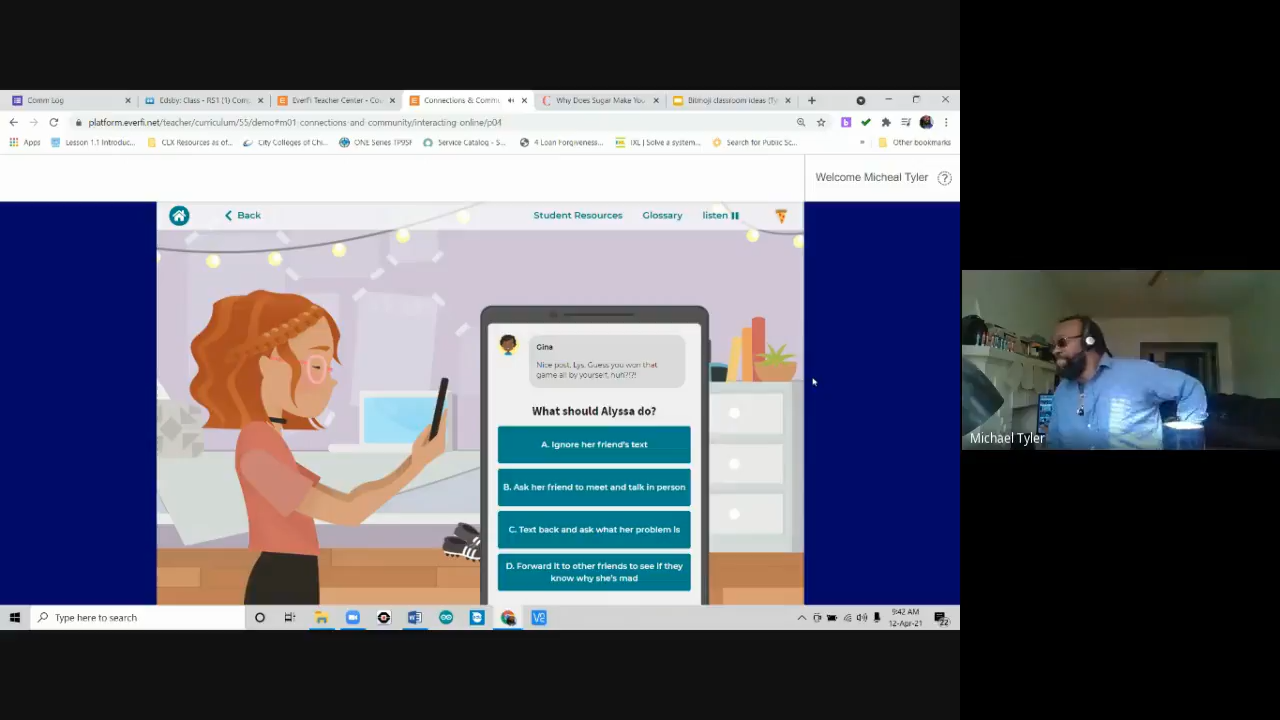 Comm Log
Edsby: Class - RS1 (1) Com
EverFi Teacher Center - Co
Connections & Commu
Why Does Sugar Make You
Bitmoji classroom ideas (Ty
platform.everfi.net/teacher/curriculum/55/demo#m01-connections-and-community/interacting-online/p04
Apps
Lesson 1.1 Introduc...
CLX Resources as of...
City Colleges of Chi...
ONE Series TP9SF
Service Catalog - S...
4 Loan Forgiveness...
IXL | Solve a system...
Search for Public Sc...
»
Other bookmarks
Welcome Micheal Tyler
Back
Student Resources
Glossary
listen
Gina
Nice post, Lys. Guess you won that
game all by yourself, huh?!?!
What should Alyssa do?
A. Ignore her friend's text
B. Ask her friend to meet and talk in person
C. Text back and ask what her problem is
D. Forward it to other friends to see if they
know why she's mad
Michael Tyler
Type here to search
9:42 AM
12-Apr-21
22